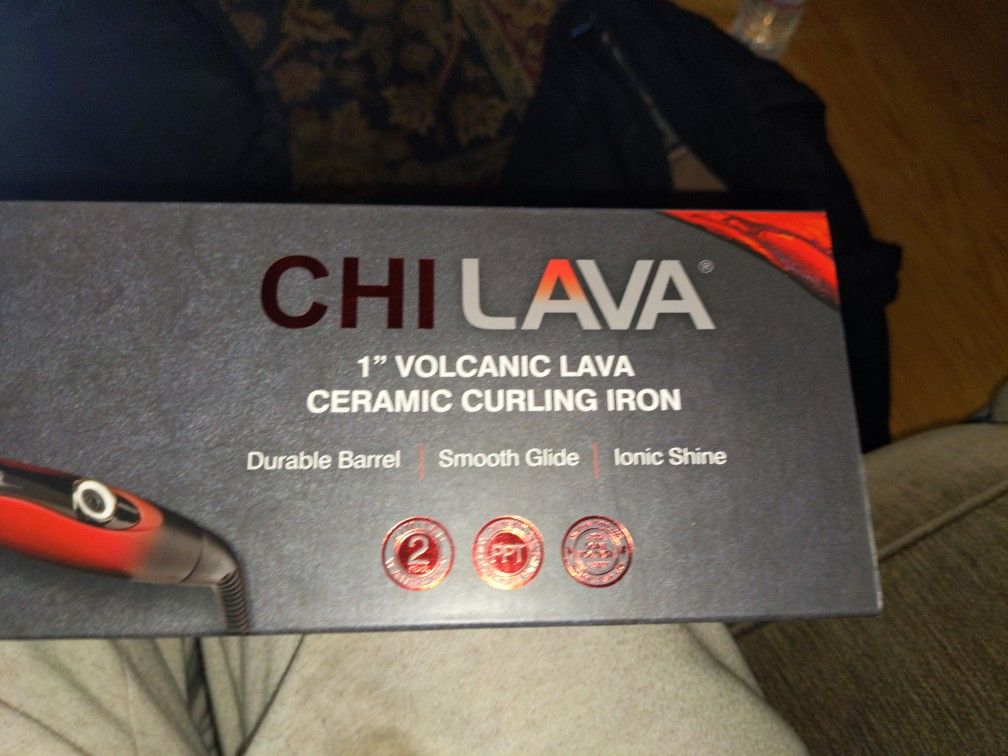 CHI LAVA®
1” VOLCANIC LAVA
CERAMIC CURLING IRON
Durable Barrel | Smooth Glide | Ionic Shine
2 PPT